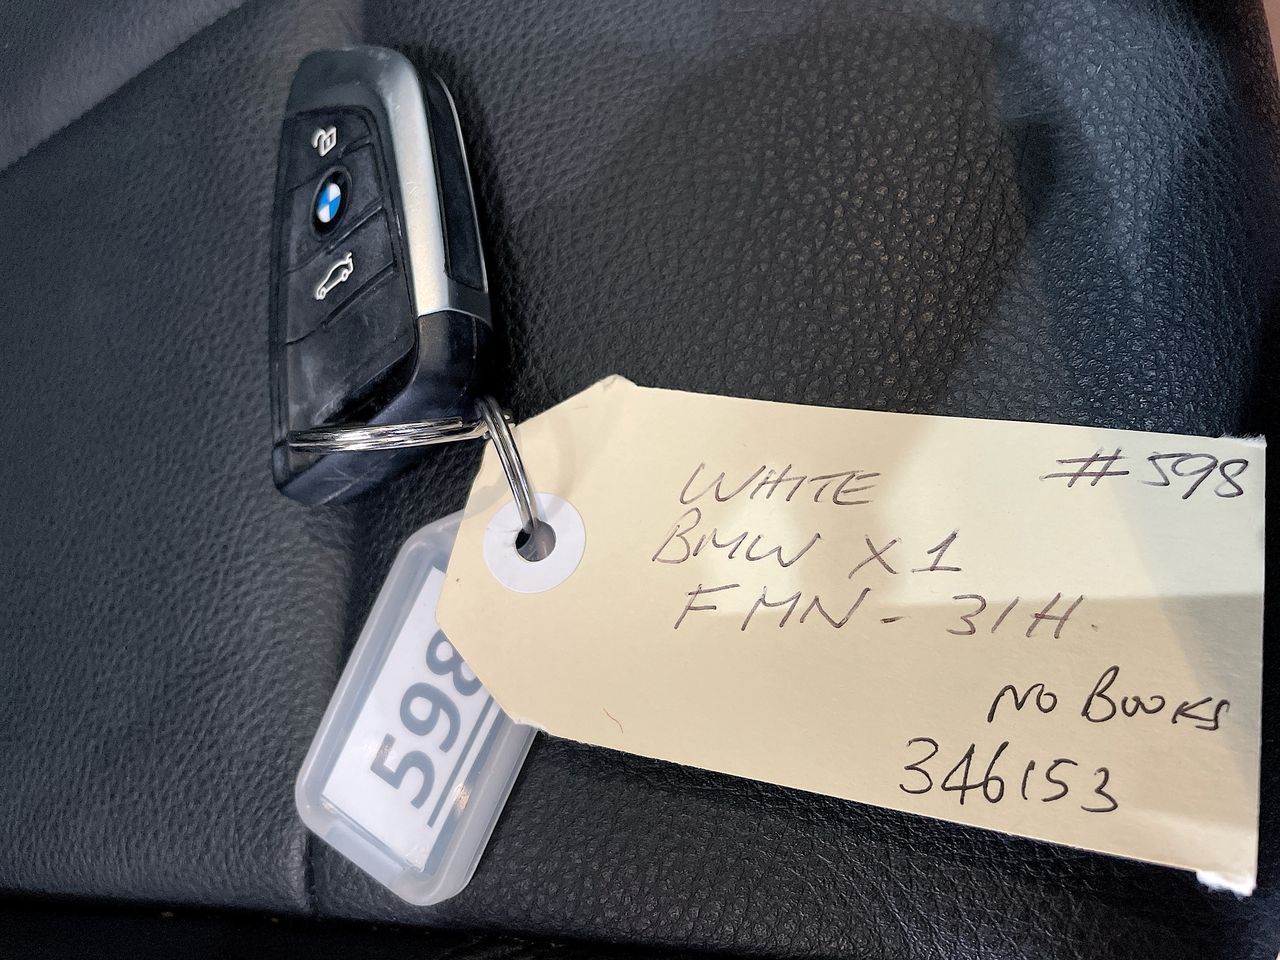 WHITE #598
BMW X1
FMN-31H.
NO BOOKS
346153
598